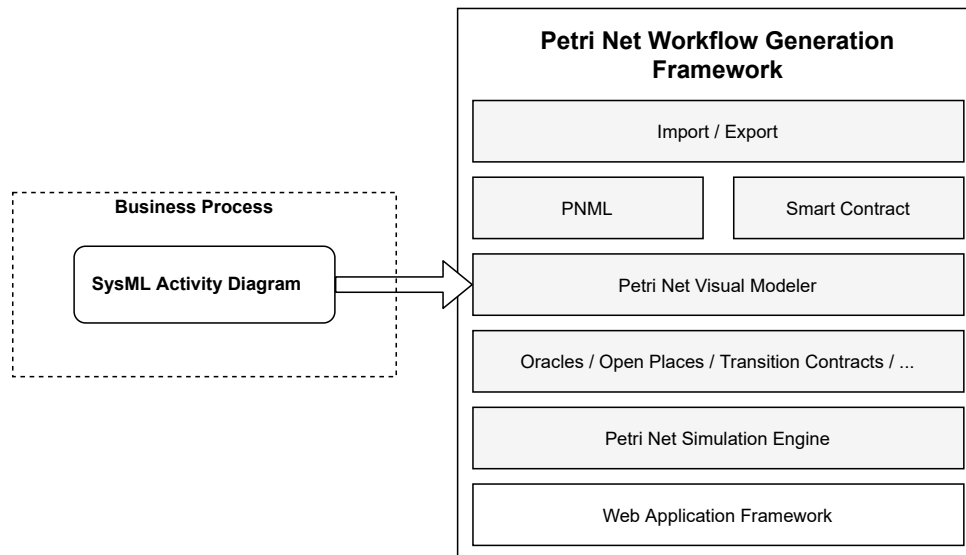 Petri Net Workflow Generation
Framework
Import / Export
PNML
Smart Contract
Business Process
SysML Activity Diagram
Petri Net Visual Modeler
Oracles / Open Places / Transition Contracts / ...
Petri Net Simulation Engine
Web Application Framework